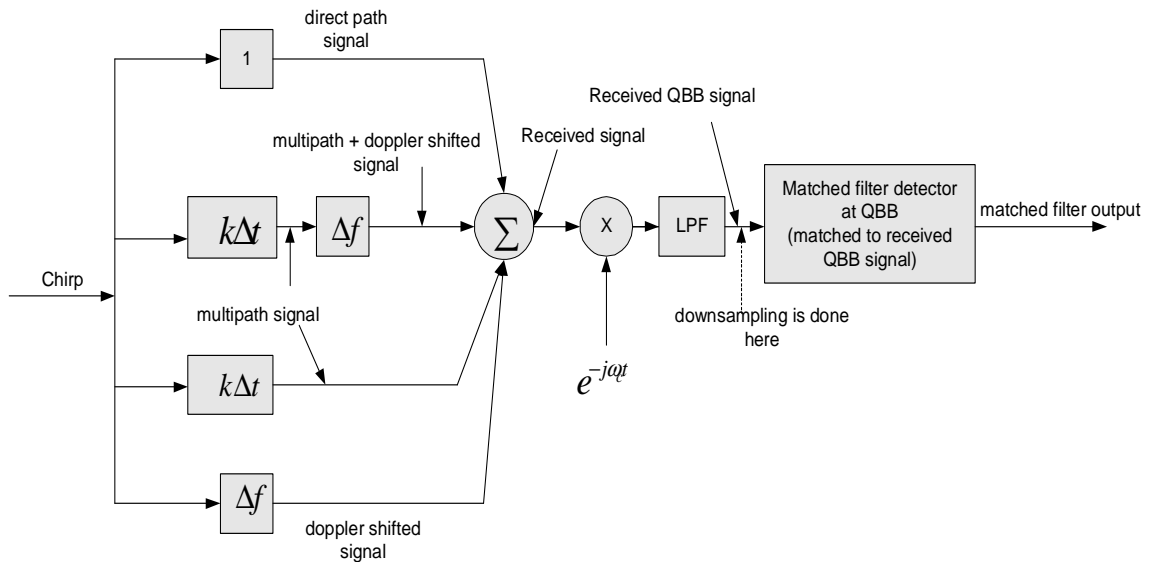 direct path
signal
1
Received QBB signal
Received signal
multipath + doppler shifted
signal
kΔt
Δf
Σ
X
LPF
Matched filter detector
at QBB
(matched to received
QBB signal)
matched filter output
Chirp
multipath signal
downsampling is done
here
kΔt
e^{-jω_c t}
Δf
doppler shifted
signal